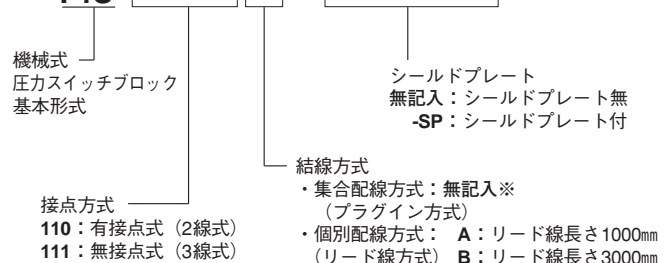 機械式
圧力スイッチブロック
基本形式
シールドプレート
無記入：シールドプレート無
-SP：シールドプレート付
結線方式
・集合配線方式：無記入※
（プラグイン方式）
・個別配線方式： A：リード線長さ1000㎜
（リード線方式） B：リード線長さ3000㎜
接点方式
110：有接点式（2線式）
111：無接点式（3線式）